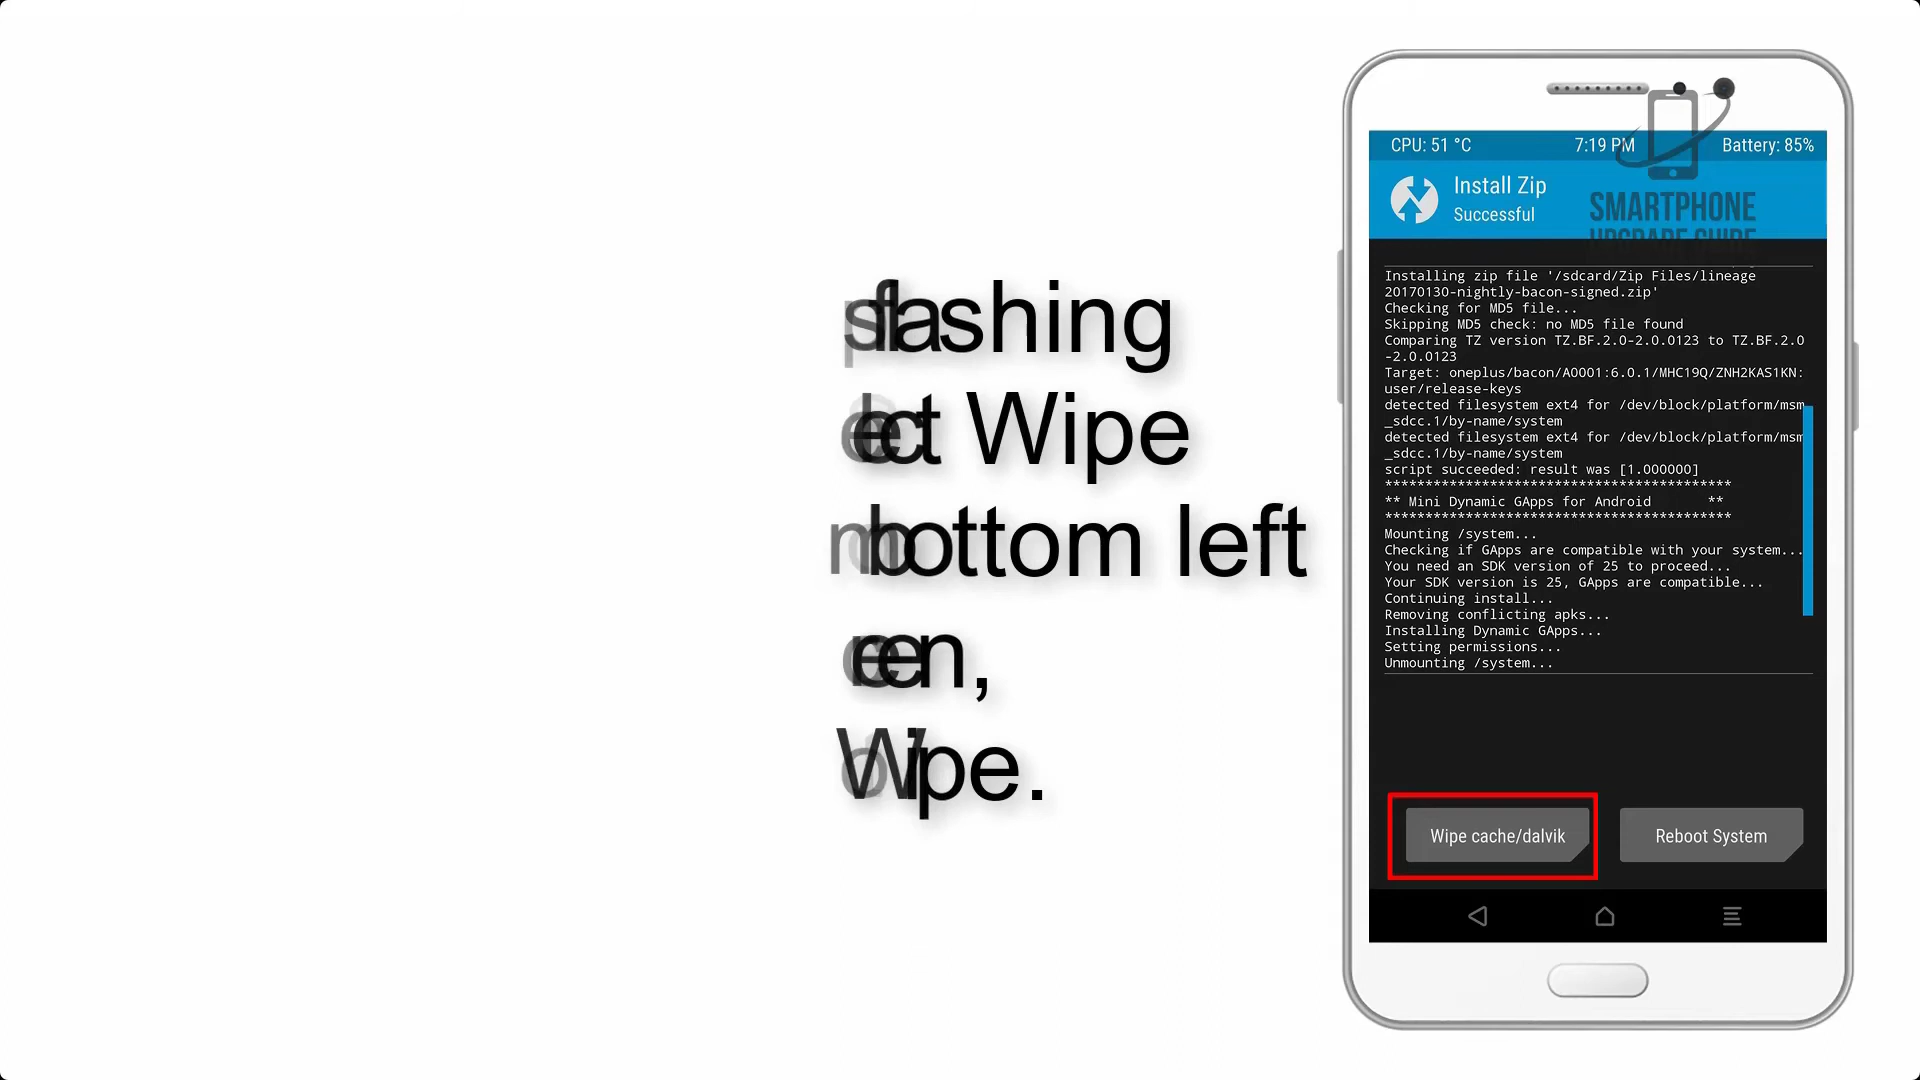 flashing
Wipe
bottom left
Wipe.
CPU: 51 °C 7:19 PM Battery: 85%
Install Zip
Successful
SMARTPHONE
UPGRADE GUIDE
Installing zip file '/sdcard/Zip Files/lineage
20170130-nightly-bacon-signed.zip'
Checking for MD5 file...
Skipping MD5 check: no MD5 file found
Comparing TZ version TZ.BF.2.0-2.0.0123 to TZ.BF.2.0
-2.0.0123
Target: oneplus/bacon/A0001:6.0.1/MHC19Q/ZNH2KAS1KN:
user/release-keys
detected filesystem ext4 for /dev/block/platform/msm
_sdcc.1/by-name/system
detected filesystem ext4 for /dev/block/platform/msm
_sdcc.1/by-name/system
script succeeded: result was [1.000000]
*******************************************
** Mini Dynamic GApps for Android **
*******************************************
Mounting /system...
Checking if GApps are compatible with your system...
You need an SDK version of 25 to proceed...
Your SDK version is 25, GApps are compatible...
Continuing install...
Removing conflicting apks...
Installing Dynamic GApps...
Setting permissions...
Unmounting /system...
Wipe cache/dalvik Reboot System